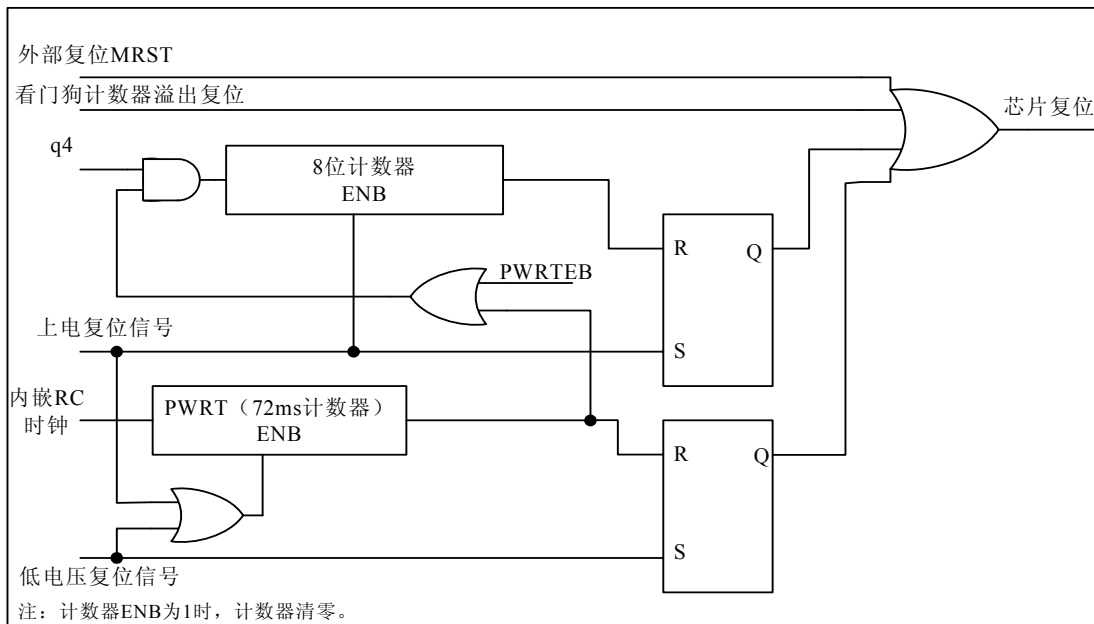 外部复位MRST
看门狗计数器溢出复位
芯片复位
q4
8位计数器
ENB
R
Q
PWRTEB
上电复位信号
S
内嵌RC
时钟
PWRT（72ms计数器）
ENB
R
Q
S
低电压复位信号
注：计数器ENB为1时，计数器清零。